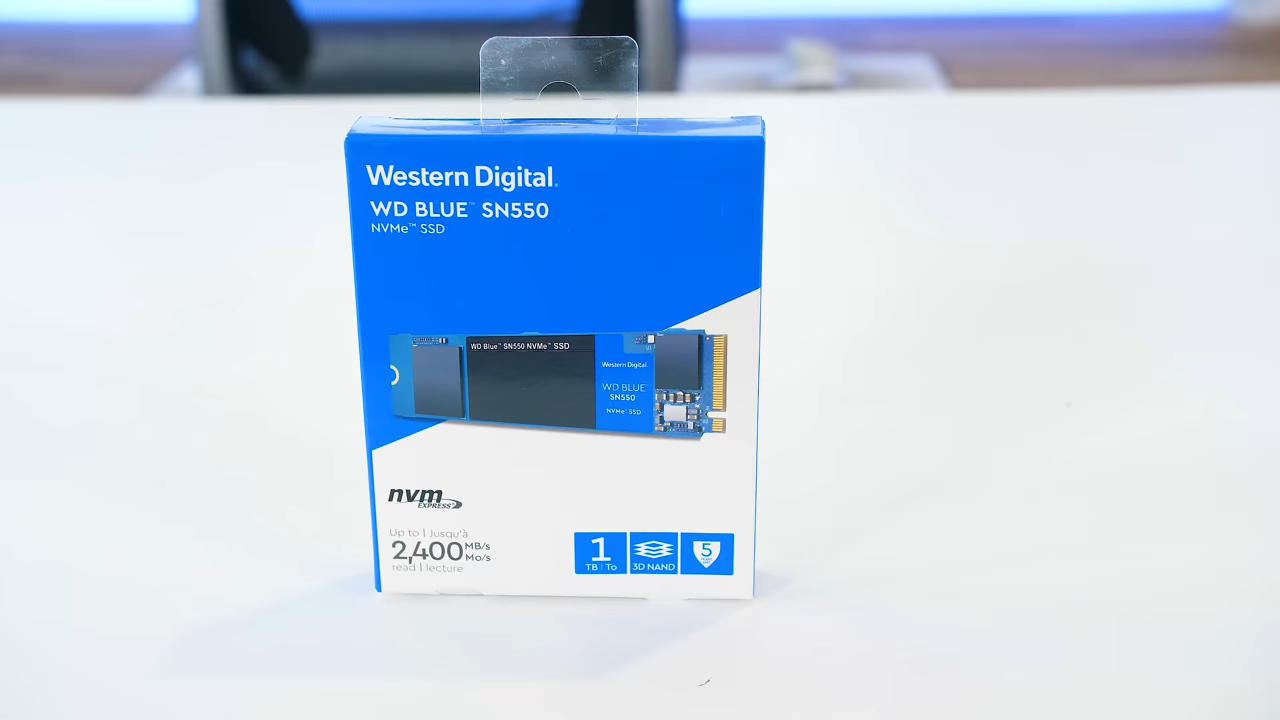 Western Digital.
WD BLUE™ SN550
NVMe™ SSD
WD Blue™ SN550 NVMe™ SSD
Western Digital.
WD BLUE™
SN550
NVMe™ SSD
nvm
EXPRESS
Up to | Jusqu'à
2,400 MB/s
Mo/s
read | lecture
1
TB | To
3D NAND
5